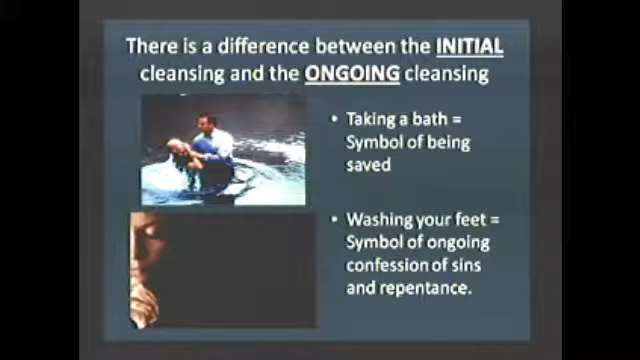 There is a difference between the INITIAL
cleansing and the ONGOING cleansing
• Taking a bath =
Symbol of being
saved
• Washing your feet =
Symbol of ongoing
confession of sins
and repentance.